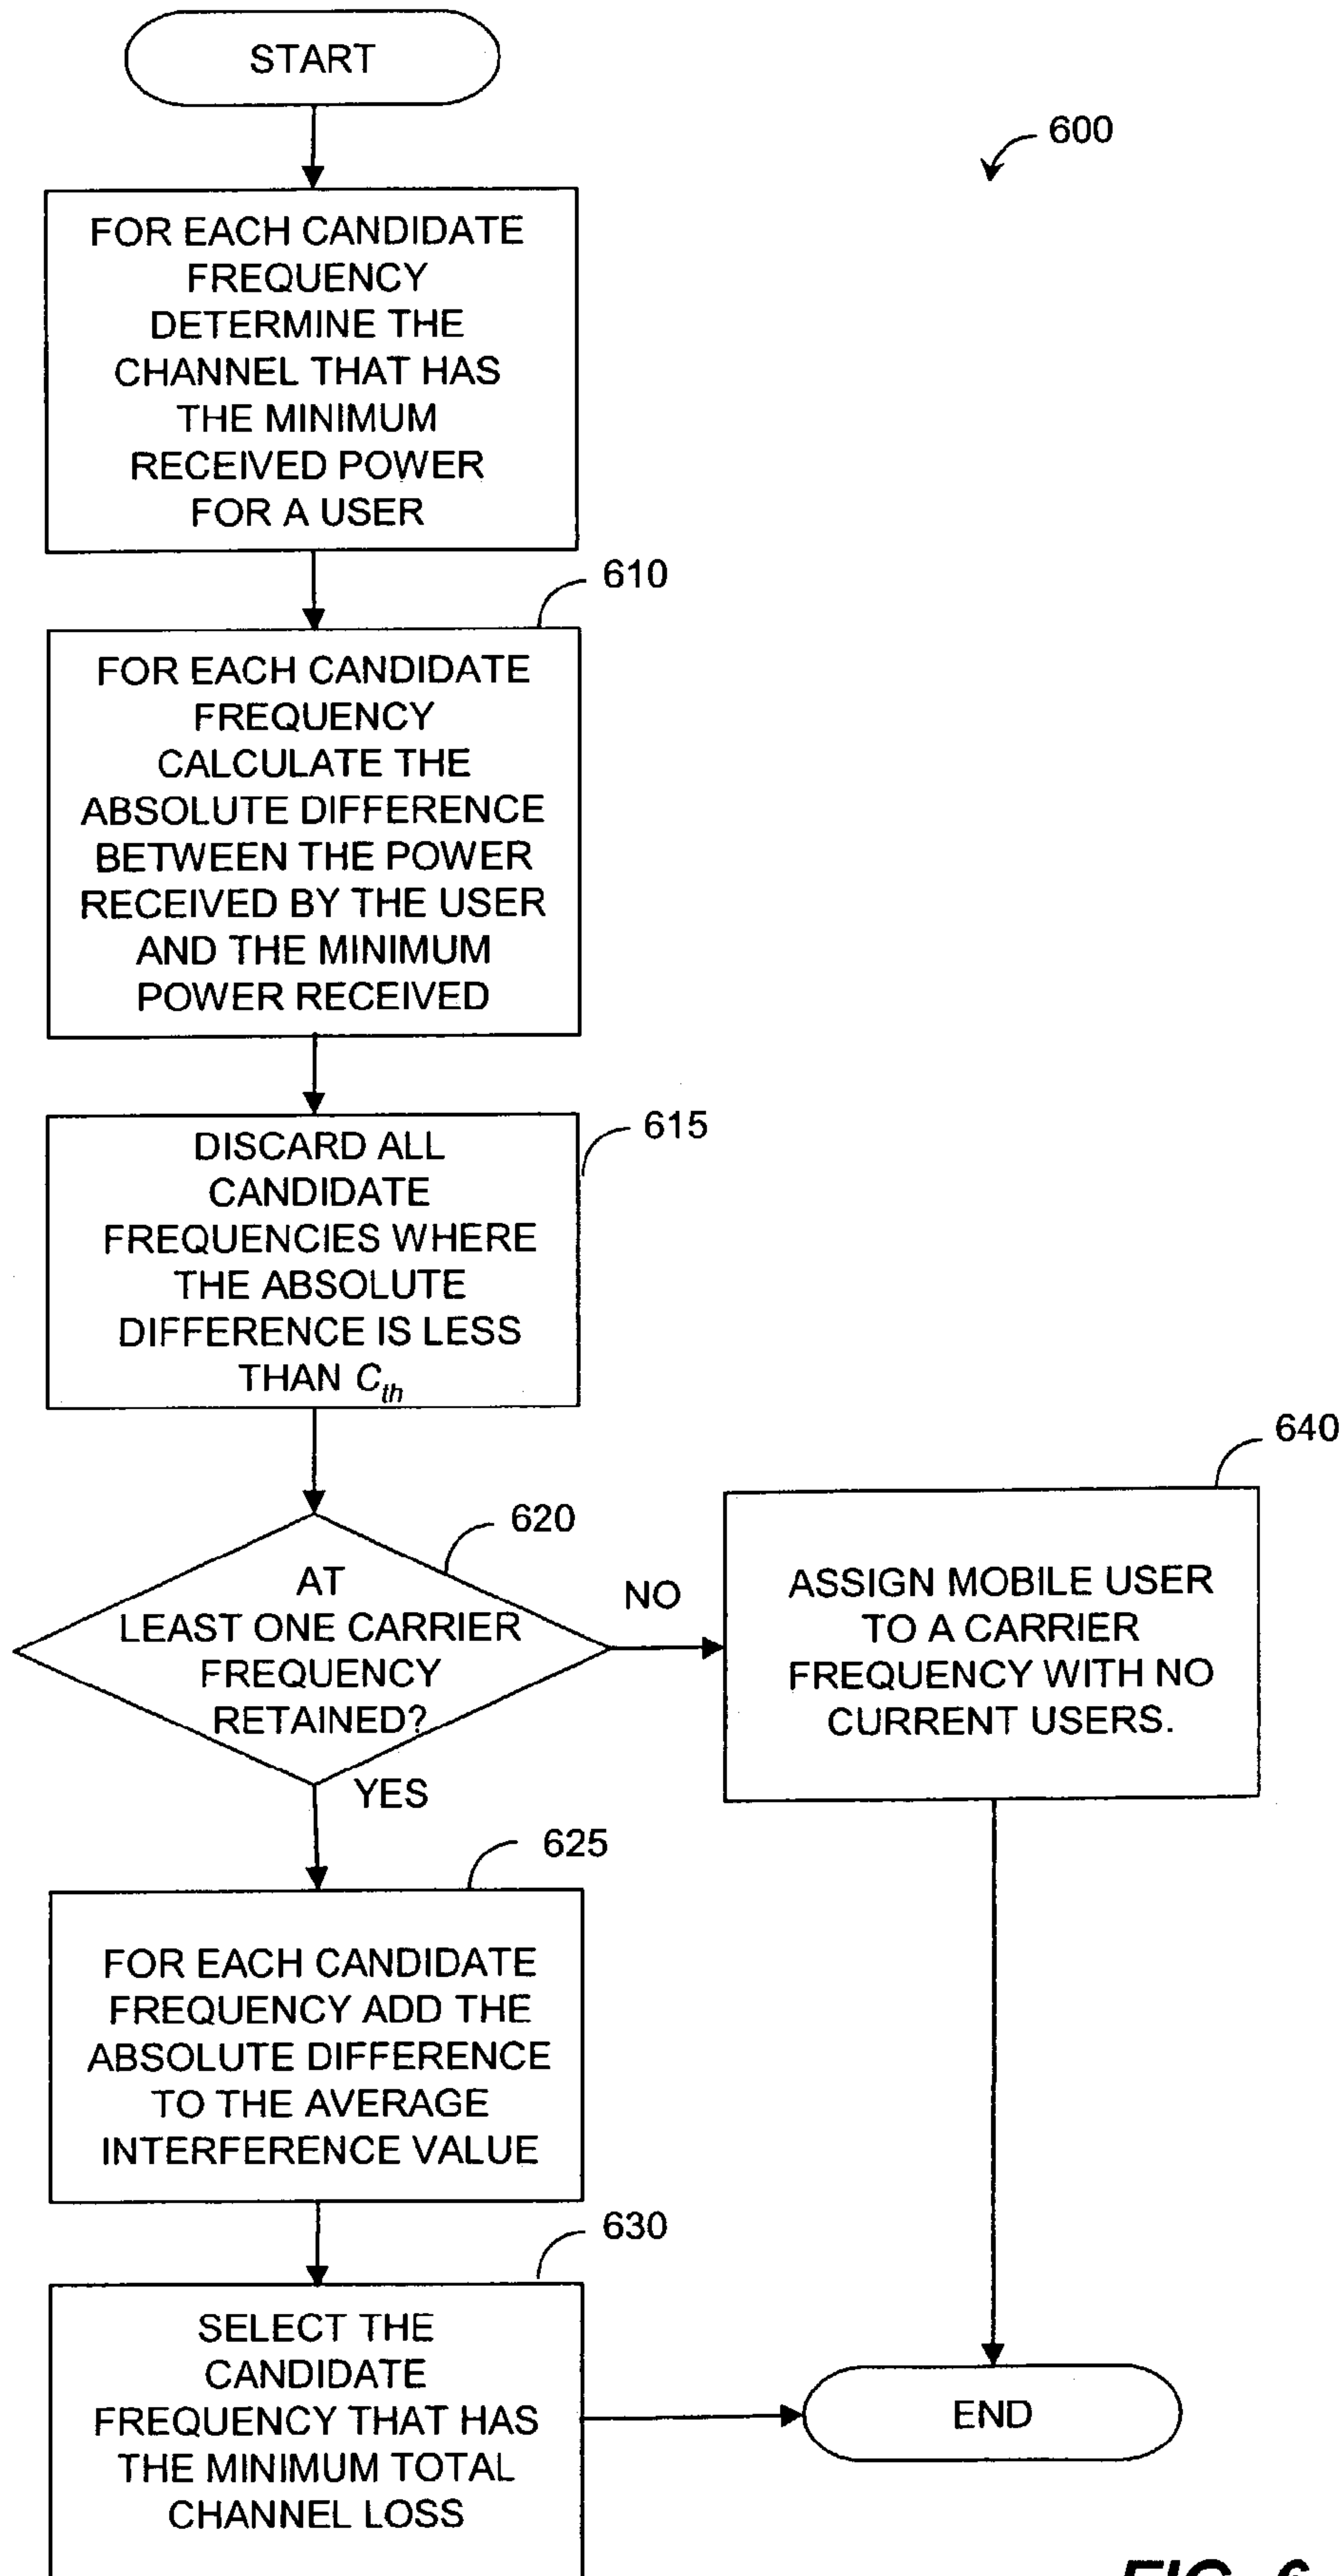 START
600
FOR EACH CANDIDATE
FREQUENCY
DETERMINE THE
CHANNEL THAT HAS
THE MINIMUM
RECEIVED POWER
FOR A USER
610
FOR EACH CANDIDATE
FREQUENCY
CALCULATE THE
ABSOLUTE DIFFERENCE
BETWEEN THE POWER
RECEIVED BY THE USER
AND THE MINIMUM
POWER RECEIVED
615
DISCARD ALL
CANDIDATE
FREQUENCIES WHERE
THE ABSOLUTE
DIFFERENCE IS LESS
THAN C_th
620
AT
LEAST ONE CARRIER
FREQUENCY
RETAINED?
NO
640
ASSIGN MOBILE USER
TO A CARRIER
FREQUENCY WITH NO
CURRENT USERS.
YES
625
FOR EACH CANDIDATE
FREQUENCY ADD THE
ABSOLUTE DIFFERENCE
TO THE AVERAGE
INTERFERENCE VALUE
630
SELECT THE
CANDIDATE
FREQUENCY THAT HAS
THE MINIMUM TOTAL
CHANNEL LOSS
END
FIG. 6